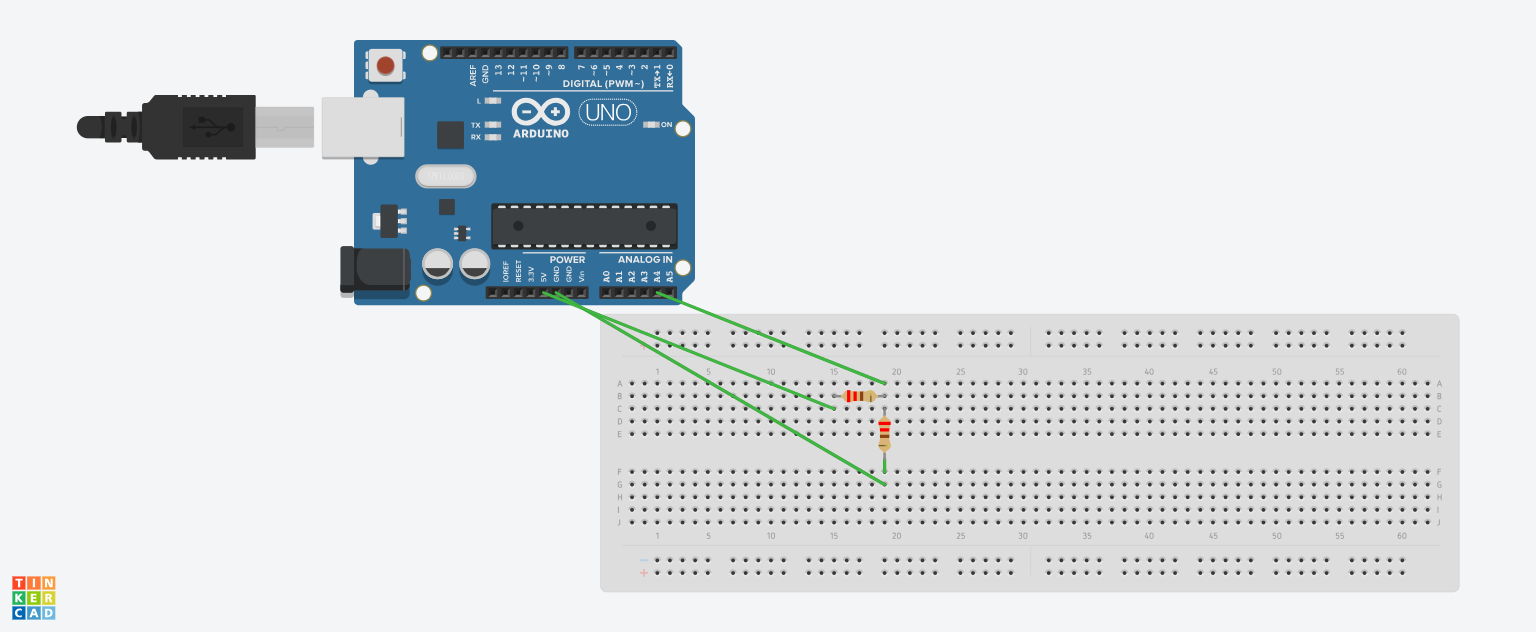 AREF GND 13 12 ~11 ~10 ~9 8 7 ~6 ~5 4 ~3 2 TX→1 RX←0
DIGITAL (PWM~)
L
TX
RX
ARDUINO
UNO
ON
POWER
ANALOG IN
IOREF RESET 3.3V 5V GND GND Vin A0 A1 A2 A3 A4 A5
1 5 10 15 20 25 30 35 40 45 50 55 60
A A
B B
C C
D D
E E
F F
G G
H H
I I
J J
1 5 10 15 20 25 30 35 40 45 50 55 60
−
+
TIN
KER
CAD